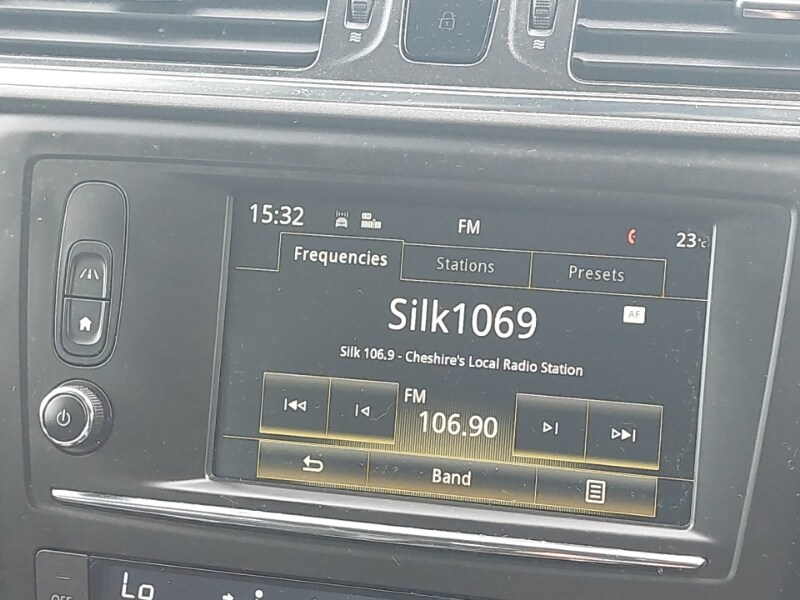 15:32 FM 23°C
Frequencies Stations Presets
Silk1069 AF
Silk 106.9 - Cheshire's Local Radio Station
FM
106.90
Band
Lo
OFF